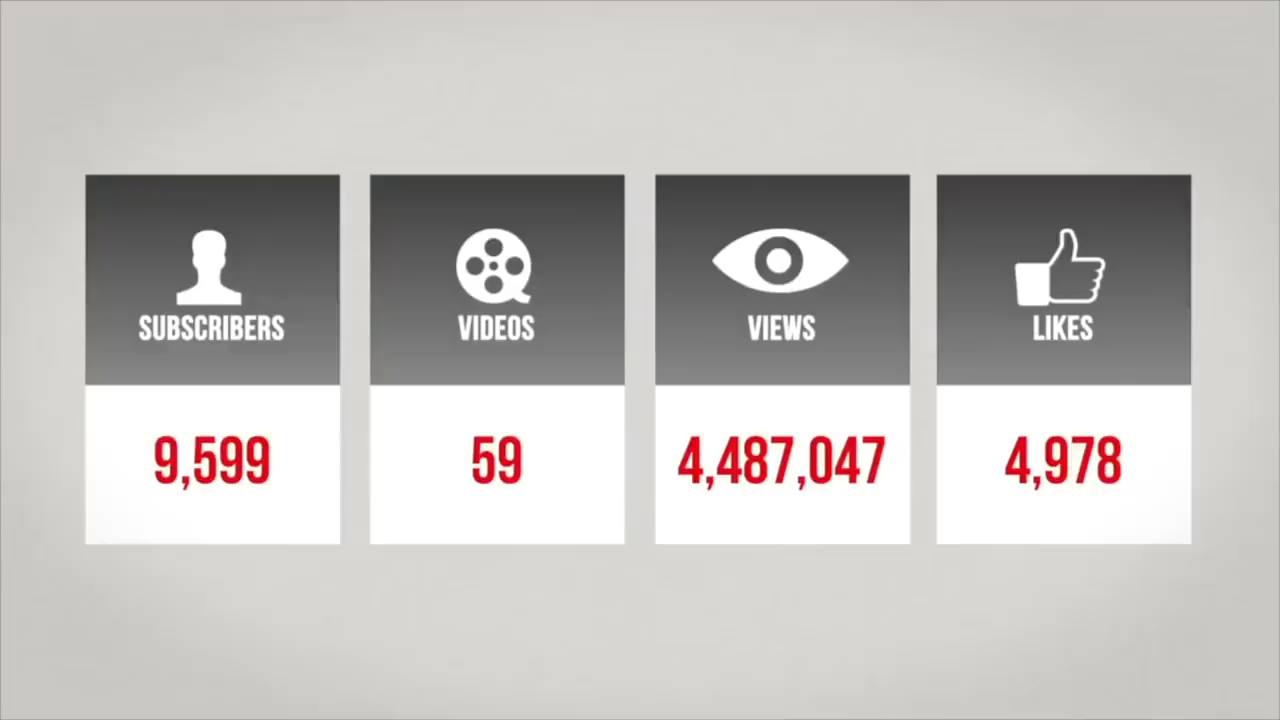 SUBSCRIBERS
9,599
VIDEOS
59
VIEWS
4,487,047
LIKES
4,978